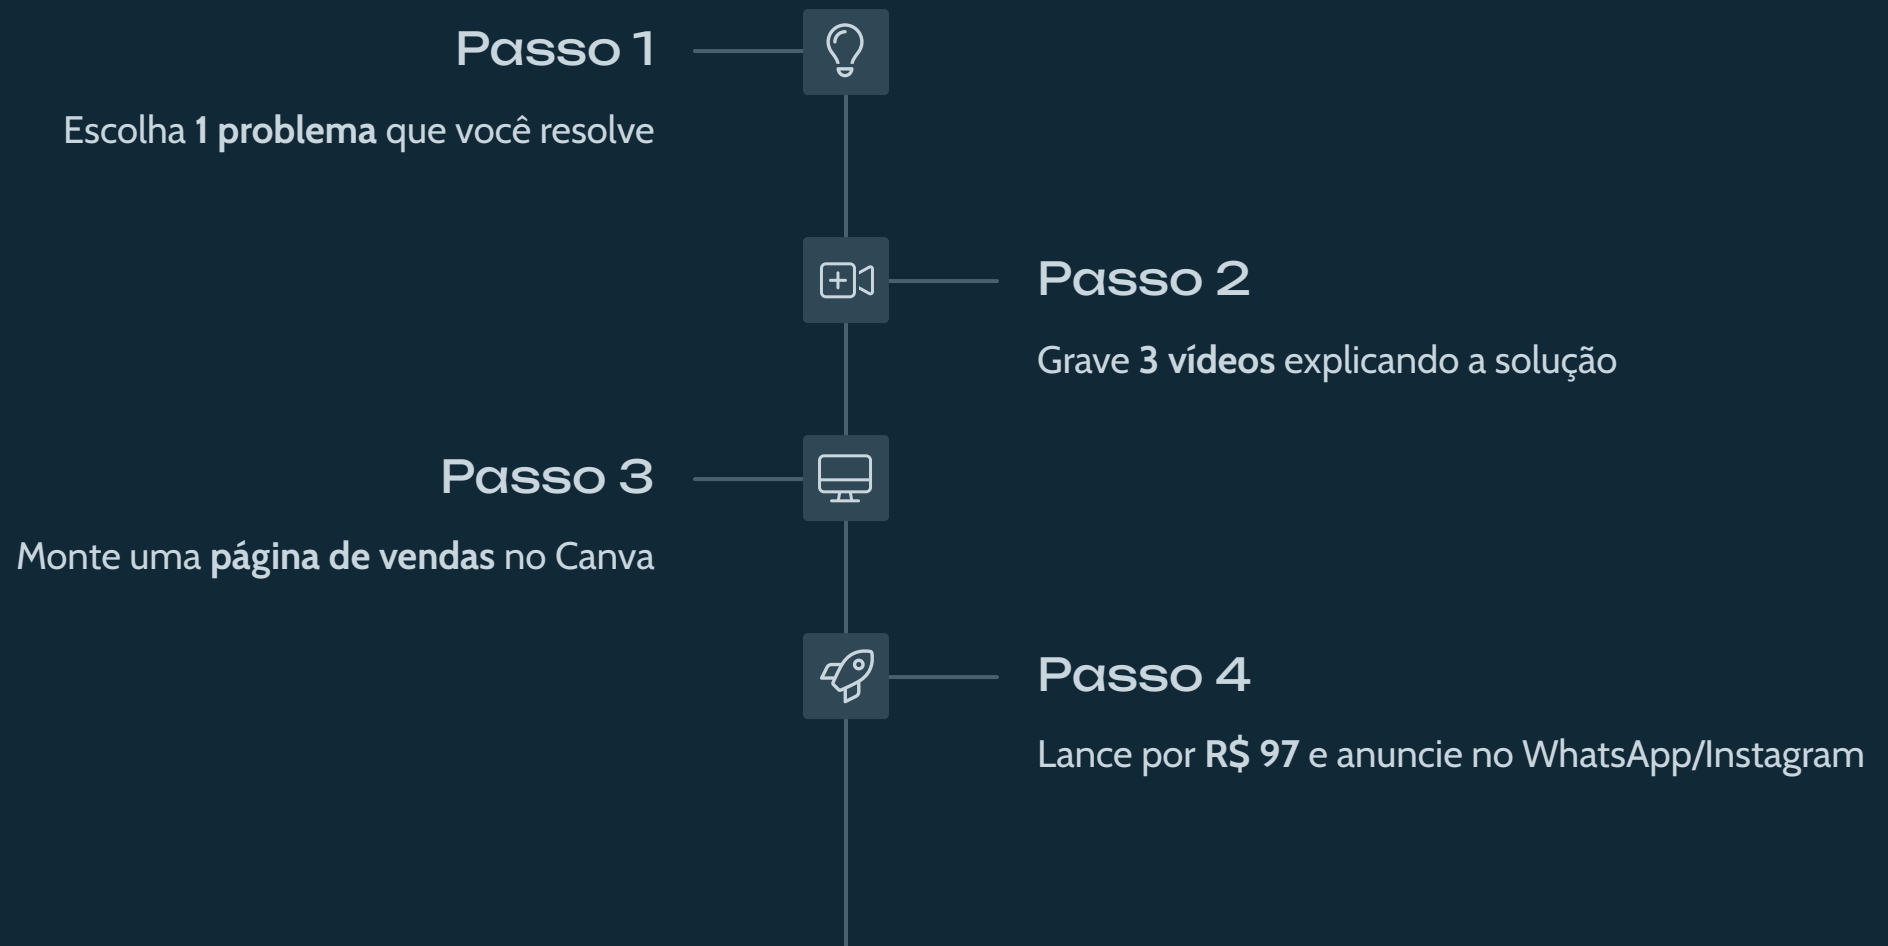 Passo 1
Escolha 1 problema que você resolve
Passo 2
Grave 3 vídeos explicando a solução
Passo 3
Monte uma página de vendas no Canva
Passo 4
Lance por R$ 97 e anuncie no WhatsApp/Instagram